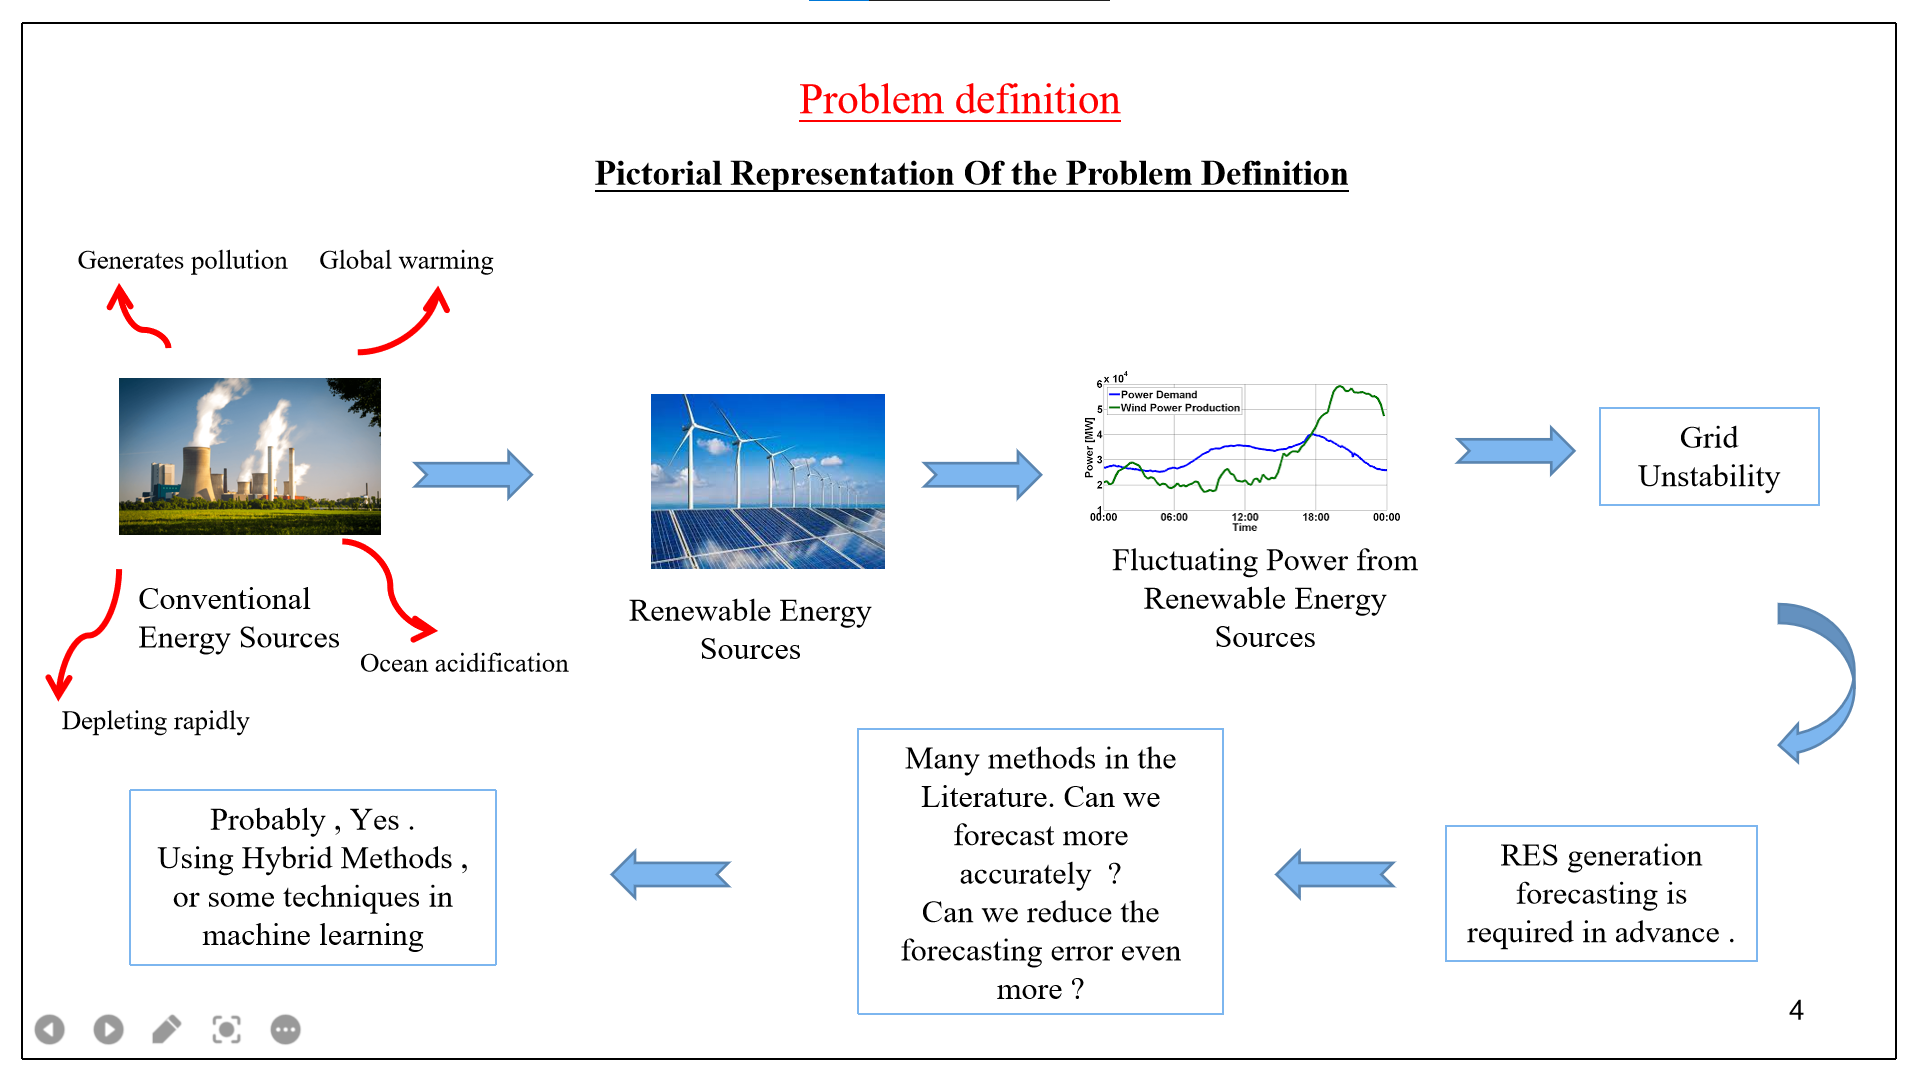 Problem definition
Pictorial Representation Of the Problem Definition
Generates pollution
Global warming
Conventional
Energy Sources
Ocean acidification
Depleting rapidly
Renewable Energy
Sources
6 x 10^4
Power Demand
Wind Power Production
5
4
3
2
1
Power [MW]
00:00 06:00 12:00 18:00 00:00
Time
Fluctuating Power from
Renewable Energy
Sources
Grid
Unstability
RES generation
forecasting is
required in advance .
Many methods in the
Literature. Can we
forecast more
accurately ?
Can we reduce the
forecasting error even
more ?
Probably , Yes .
Using Hybrid Methods ,
or some techniques in
machine learning
4